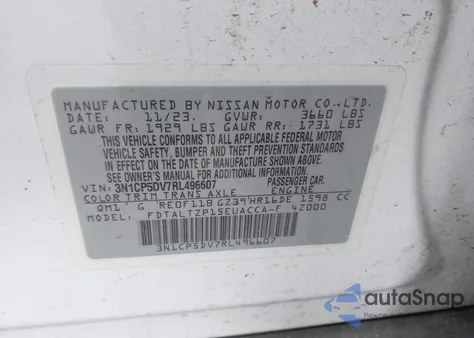 MANUFACTURED BY NISSAN MOTOR CO., LTD.
DATE: 11/23. GVWR: 3660 LBS
GAWR FR: 1929 LBS GAWR RR: 1731 LBS
THIS VEHICLE CONFORMS TO ALL APPLICABLE FEDERAL MOTOR
VEHICLE SAFETY, BUMPER, AND THEFT PREVENTION STANDARDS
IN EFFECT ON THE DATE OF MANUFACTURE SHOWN ABOVE.
SEE OWNER'S MANUAL FOR ADDITIONAL INFORMATION
VIN: 3N1CP5DV7RL496607 PASSENGER CAR
COLOR TRIM TRANS AXLE ENGINE
QM1 G RE0F11B GZ39 HR16DE 1598 CC
MODEL: FDTALTZP15EUACCA-F 4Z000
3N1CP5DV7RL496607
autoSnap